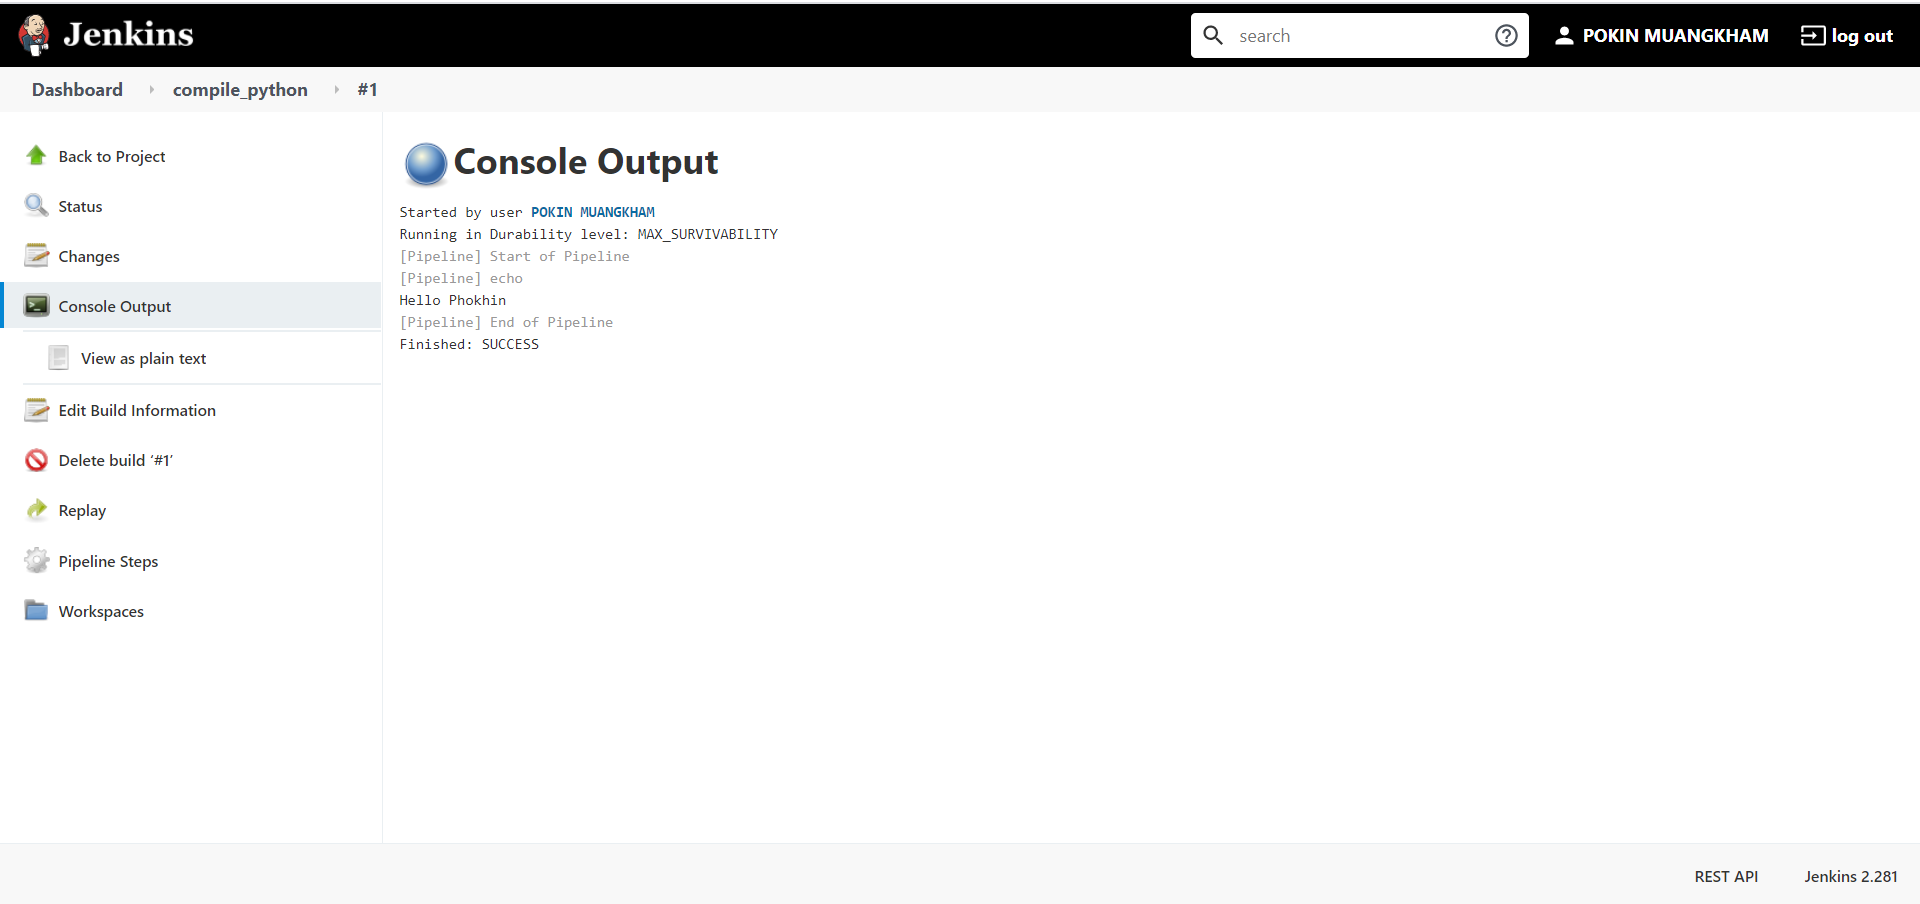 Jenkins
search
POKIN MUANGKHAM
log out
Dashboard
compile_python
#1
Back to Project
Status
Changes
Console Output
View as plain text
Edit Build Information
Delete build ‘#1’
Replay
Pipeline Steps
Workspaces
Console Output
Started by user POKIN MUANGKHAM
Running in Durability level: MAX_SURVIVABILITY
[Pipeline] Start of Pipeline
[Pipeline] echo
Hello Phokhin
[Pipeline] End of Pipeline
Finished: SUCCESS
REST API
Jenkins 2.281